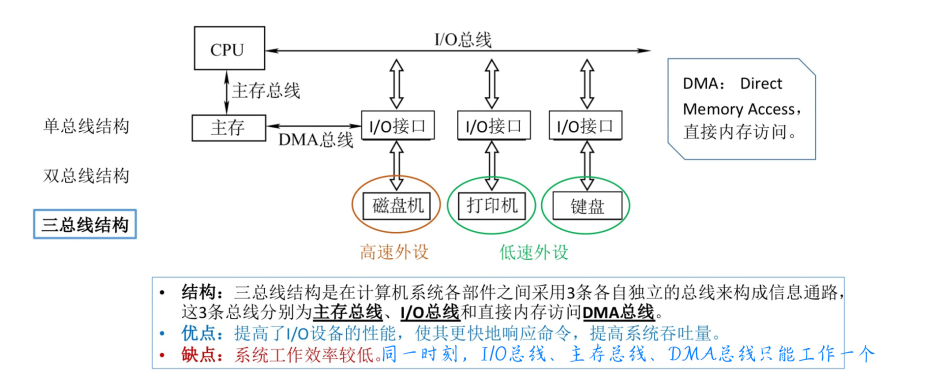 I/O总线
CPU
主存总线
DMA: Direct
Memory Access,
直接内存访问。
单总线结构
主存
DMA总线
I/O接口
I/O接口
I/O接口
双总线结构
磁盘机
打印机
键盘
三总线结构
高速外设
低速外设
• 结构:三总线结构是在计算机系统各部件之间采用3条各自独立的总线来构成信息通路,
这3条总线分别为主存总线、I/O总线和直接内存访问DMA总线。
• 优点:提高了I/O设备的性能,使其更快地响应命令,提高系统吞吐量。
• 缺点:系统工作效率较低。同一时刻,I/O总线、主存总线、DMA总线只能工作一个